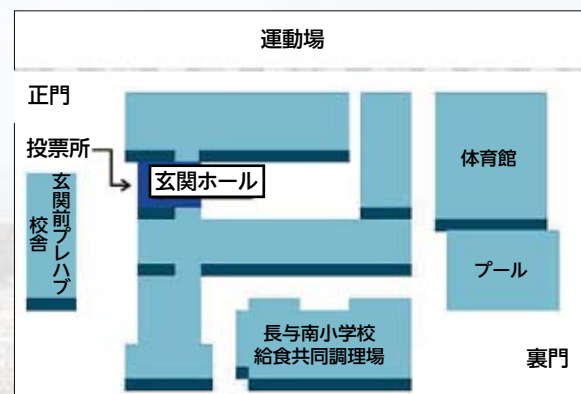 運動場
正門
投票所
玄関ホール
体育館
玄関前プレハブ
校舎
プール
長与南小学校
給食共同調理場
裏門